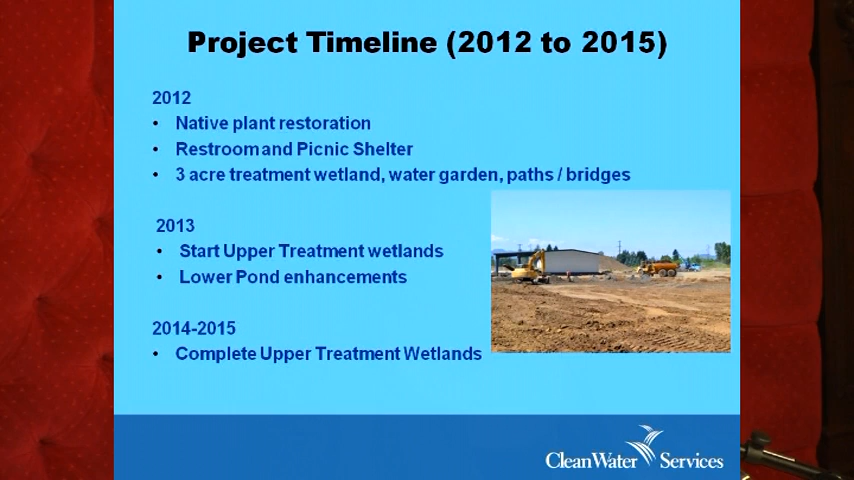 Project Timeline (2012 to 2015)
2012
• Native plant restoration
• Restroom and Picnic Shelter
• 3 acre treatment wetland, water garden, paths / bridges
2013
• Start Upper Treatment wetlands
• Lower Pond enhancements
2014-2015
• Complete Upper Treatment Wetlands
CleanWater Services